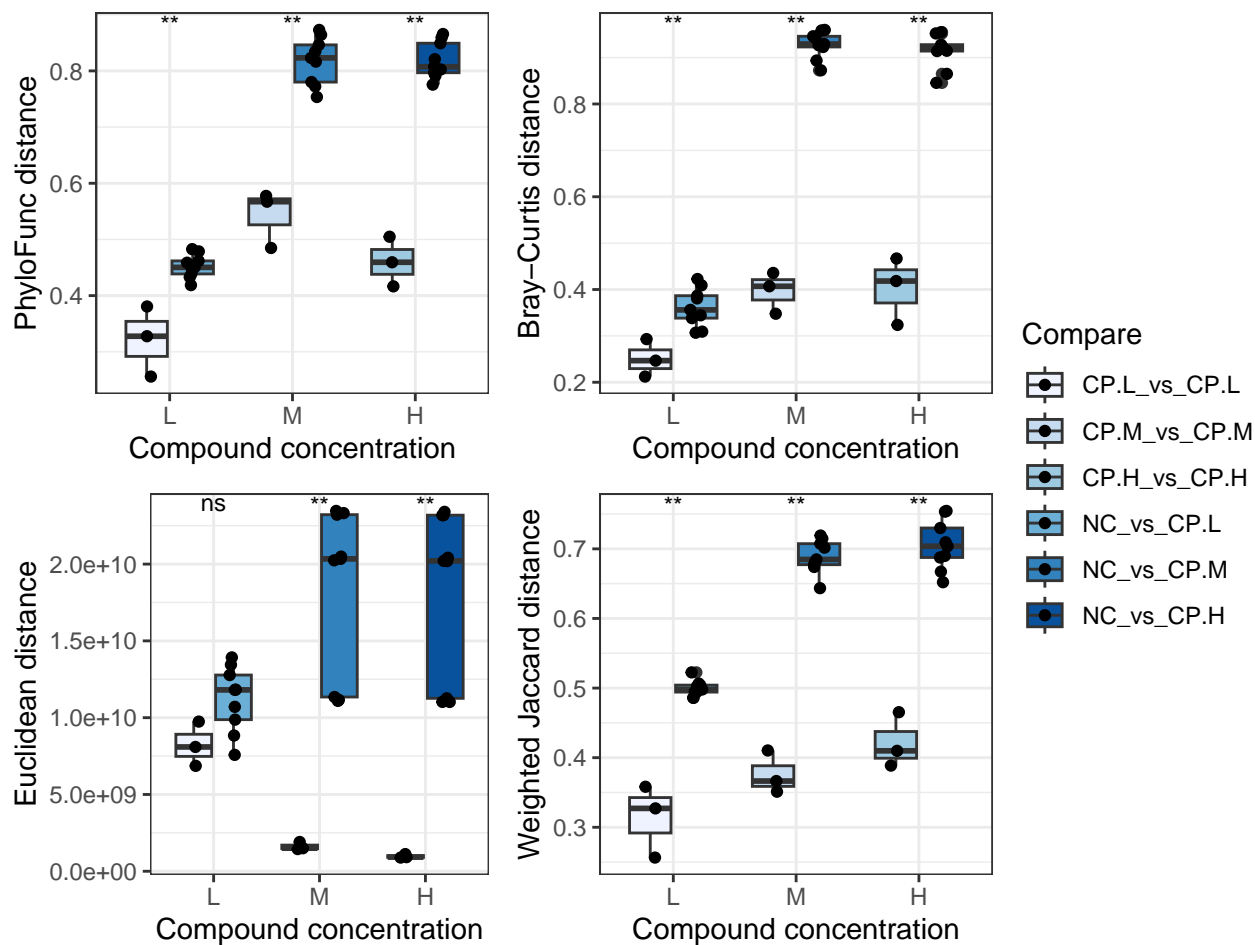 ** ** **
PhyloFunc distance
0.8
0.6
0.4
L M H
Compound concentration
** ** **
Bray−Curtis distance
0.8
0.6
0.4
0.2
L M H
Compound concentration
ns ** **
Euclidean distance
2.0e+10
1.5e+10
1.0e+10
5.0e+09
0.0e+00
L M H
Compound concentration
** ** **
Weighted Jaccard distance
0.7
0.6
0.5
0.4
0.3
L M H
Compound concentration
Compare
CP.L_vs_CP.L
CP.M_vs_CP.M
CP.H_vs_CP.H
NC_vs_CP.L
NC_vs_CP.M
NC_vs_CP.H